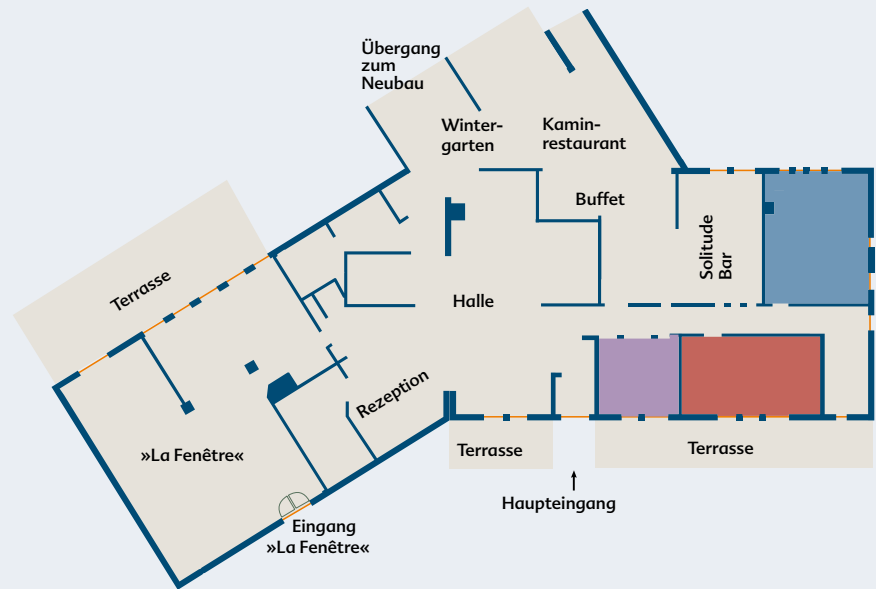 Übergang
zum
Neubau
Winter-
garten
Kamin-
restaurant
Buffet
Solitude
Bar
Terrasse
Halle
Rezeption
»La Fenêtre«
Terrasse
Terrasse
Haupteingang
Eingang
»La Fenêtre«